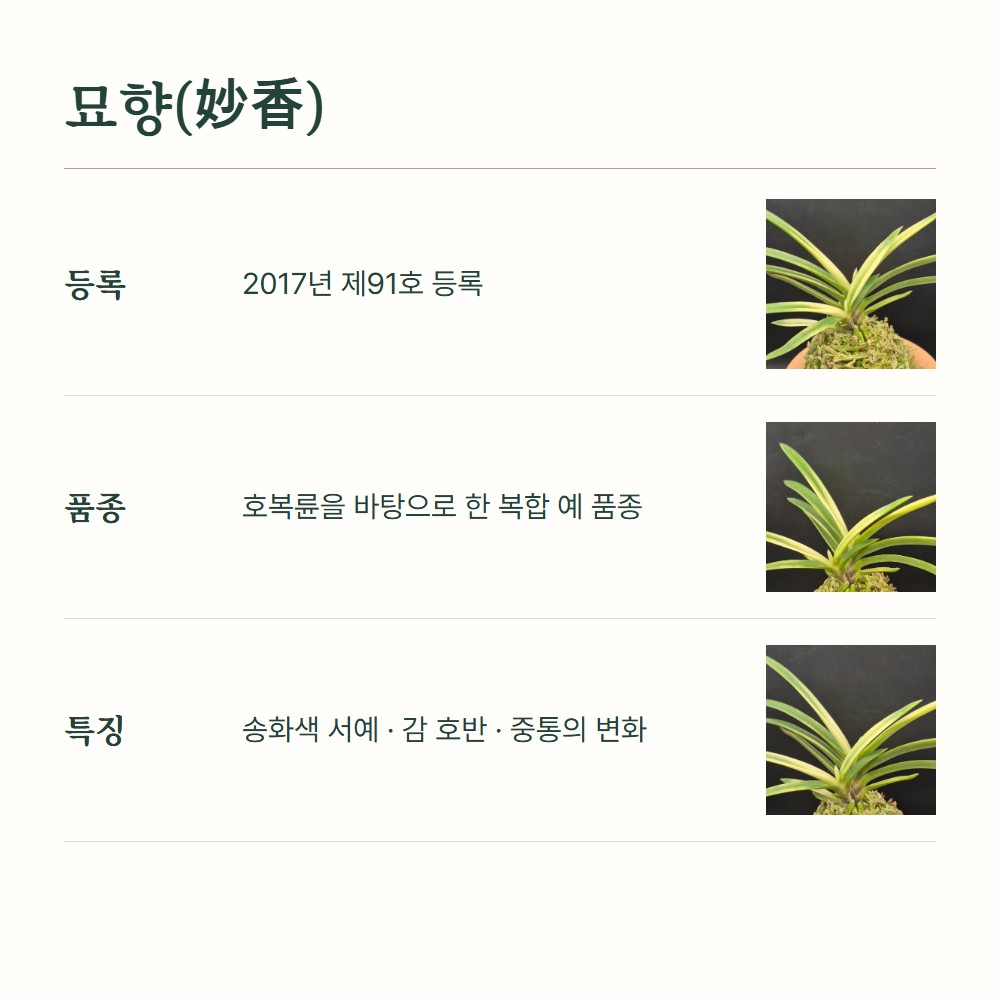 묘향(妙香)
등록 2017년 제91호 등록
품종 호복륜을 바탕으로 한 복합 예 품종
특징 송화색 서예 · 감 호반 · 중통의 변화